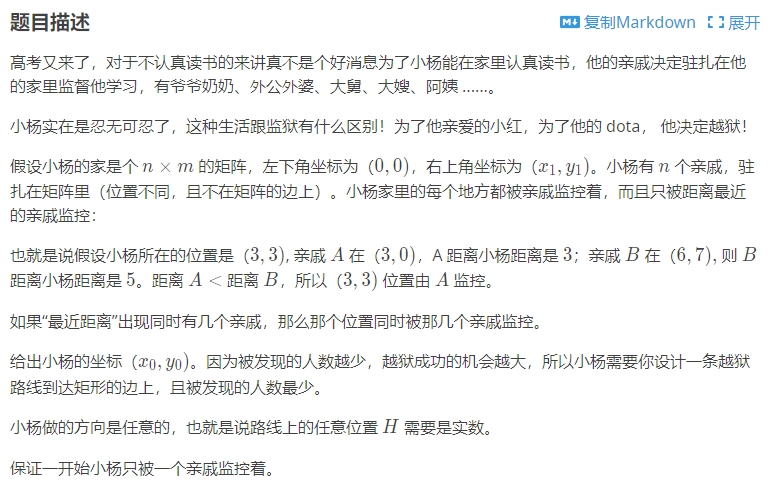 题目描述
复制Markdown 展开
高考又来了，对于不认真读书的来讲真不是个好消息为了小杨能在家里认真读书，他的亲戚决定驻扎在他
的家里监督他学习，有爷爷奶奶、外公外婆、大舅、大嫂、阿姨 ……。
小杨实在是忍无可忍了，这种生活跟监狱有什么区别！为了他亲爱的小红，为了他的 dota， 他决定越狱！
假设小杨的家是个 n × m 的矩阵，左下角坐标为（0, 0），右上角坐标为（x₁, y₁）。小杨有 n 个亲戚，驻
扎在矩阵里（位置不同，且不在矩阵的边上）。小杨家里的每个地方都被亲戚监控着，而且只被距离最近
的亲戚监控：
也就是说假设小杨所在的位置是（3, 3), 亲戚 A 在（3, 0），A 距离小杨距离是 3；亲戚 B 在（6, 7), 则 B
距离小杨距离是 5。距离 A < 距离 B，所以（3, 3）位置由 A 监控。
如果“最近距离”出现同时有几个亲戚，那么那个位置同时被那几个亲戚监控。
给出小杨的坐标（x₀, y₀）。因为被发现的人数越少，越狱成功的机会越大，所以小杨需要你设计一条越狱
路线到达矩形的边上，且被发现的人数最少。
小杨做的方向是任意的，也就是说路线上的任意位置 H 需要是实数。
保证一开始小杨只被一个亲戚监控着。